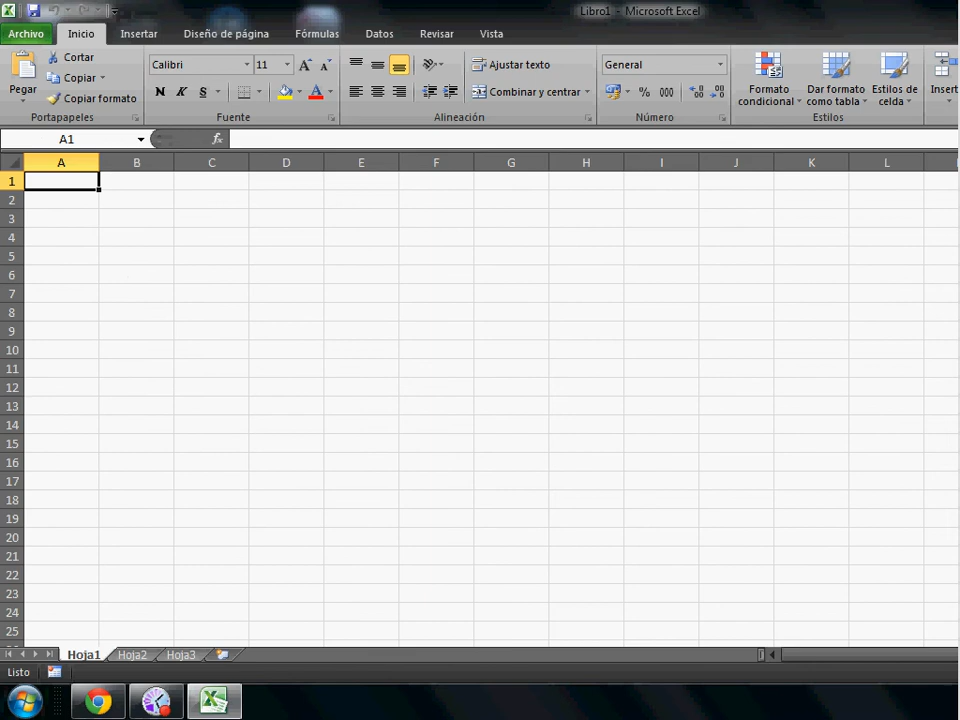 Libro1 - Microsoft Excel
Archivo Inicio Insertar Diseño de página Fórmulas Datos Revisar Vista
Pegar Cortar Copiar Copiar formato
Calibri 11 A A
N K S A
Ajustar texto
Combinar y centrar
General
% 000
Formato condicional Dar formato como tabla Estilos de celda Insert
Portapapeles Fuente Alineación Número Estilos
A1 fx
A B C D E F G H I J K L
1
2
3
4
5
6
7
8
9
10
11
12
13
14
15
16
17
18
19
20
21
22
23
24
25
Hoja1 Hoja2 Hoja3
Listo